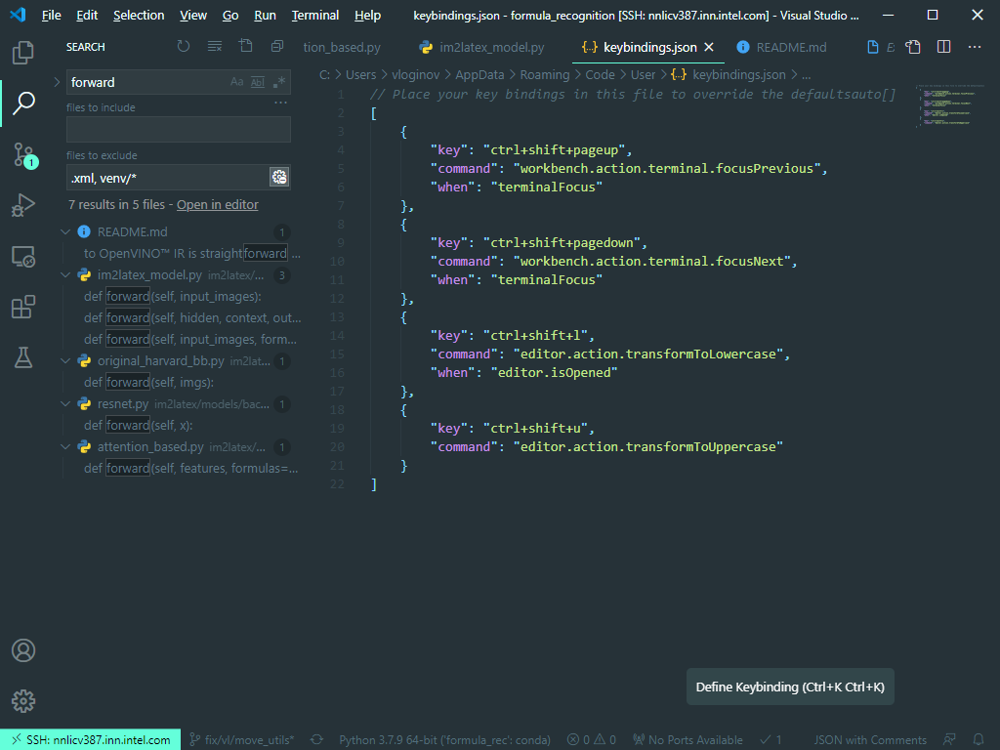 File Edit Selection View Go Run Terminal Help keybindings.json - formula_recognition [SSH: nnlicv387.inn.intel.com] - Visual Studio ...
SEARCH
tion_based.py im2latex_model.py keybindings.json README.md
forward Aa Ab
files to include
files to exclude
.xml, venv/*
7 results in 5 files - Open in editor
README.md 1
to OpenVINO™ IR is straightforward ...
im2latex_model.py im2latex/... 3
def forward(self, input_images):
def forward(self, hidden, context, out...
def forward(self, input_images, form...
original_harvard_bb.py im2lat... 1
def forward(self, imgs):
resnet.py im2latex/models/bac... 1
def forward(self, x):
attention_based.py im2latex/... 1
def forward(self, features, formulas=...
1
C: > Users > vloginov > AppData > Roaming > Code > User > {..} keybindings.json > ...
1 // Place your key bindings in this file to override the defaultsauto[]
2 [
3 {
4 "key": "ctrl+shift+pageup",
5 "command": "workbench.action.terminal.focusPrevious",
6 "when": "terminalFocus"
7 },
8 {
9 "key": "ctrl+shift+pagedown",
10 "command": "workbench.action.terminal.focusNext",
11 "when": "terminalFocus"
12 },
13 {
14 "key": "ctrl+shift+l",
15 "command": "editor.action.transformToLowercase",
16 "when": "editor.isOpened"
17 },
18 {
19 "key": "ctrl+shift+u",
20 "command": "editor.action.transformToUppercase"
21 }
22 ]
Define Keybinding (Ctrl+K Ctrl+K)
SSH: nnlicv387.inn.intel.com fix/vl/move_utils* Python 3.7.9 64-bit ('formula_rec': conda) 0 0 No Ports Available 1 JSON with Comments